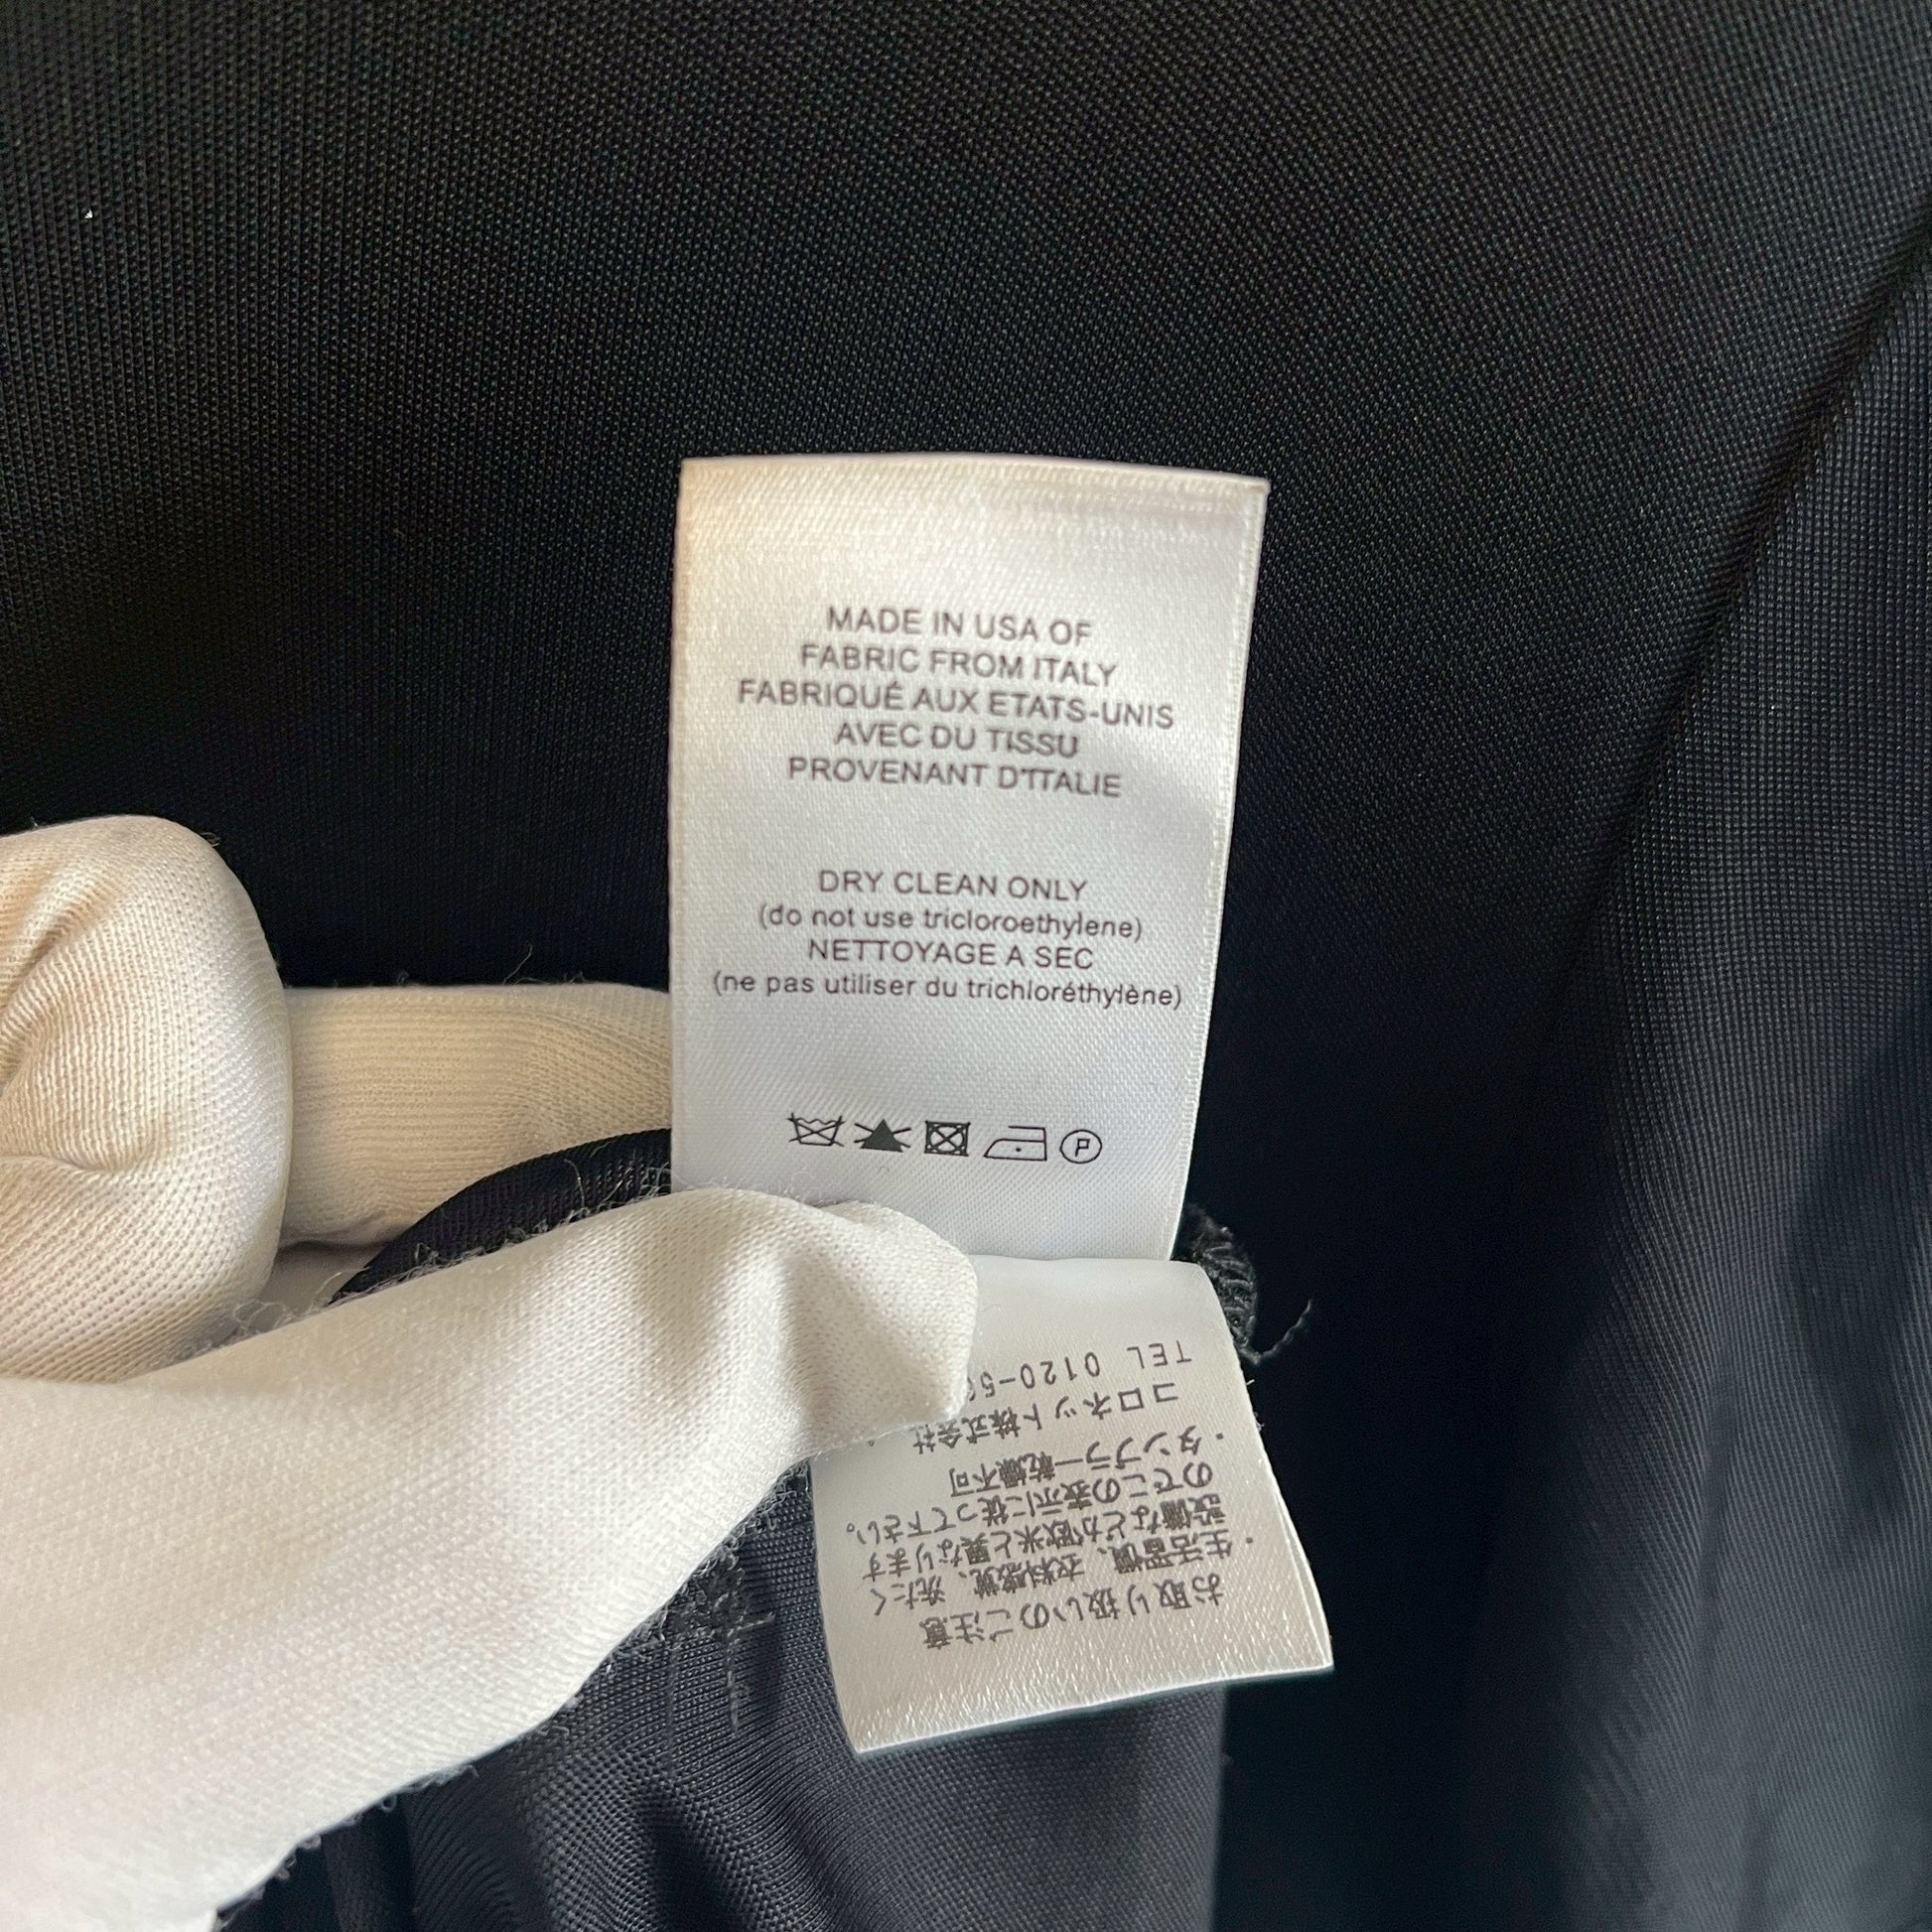 MADE IN USA OF
FABRIC FROM ITALY
FABRIQUÉ AUX ETATS-UNIS
AVEC DU TISSU
PROVENANT D'ITALIE
DRY CLEAN ONLY
(do not use tricloroethylene)
NETTOYAGE A SEC
(ne pas utiliser du trichloréthylène)
P
お取り扱いのご注意
・生活習慣、衣料感覚、洗たく
設備などが欧米と異なります
のでこの表示に従って下さい。
・タンブラー乾燥不可
コロネット株式会社
TEL 0120-5